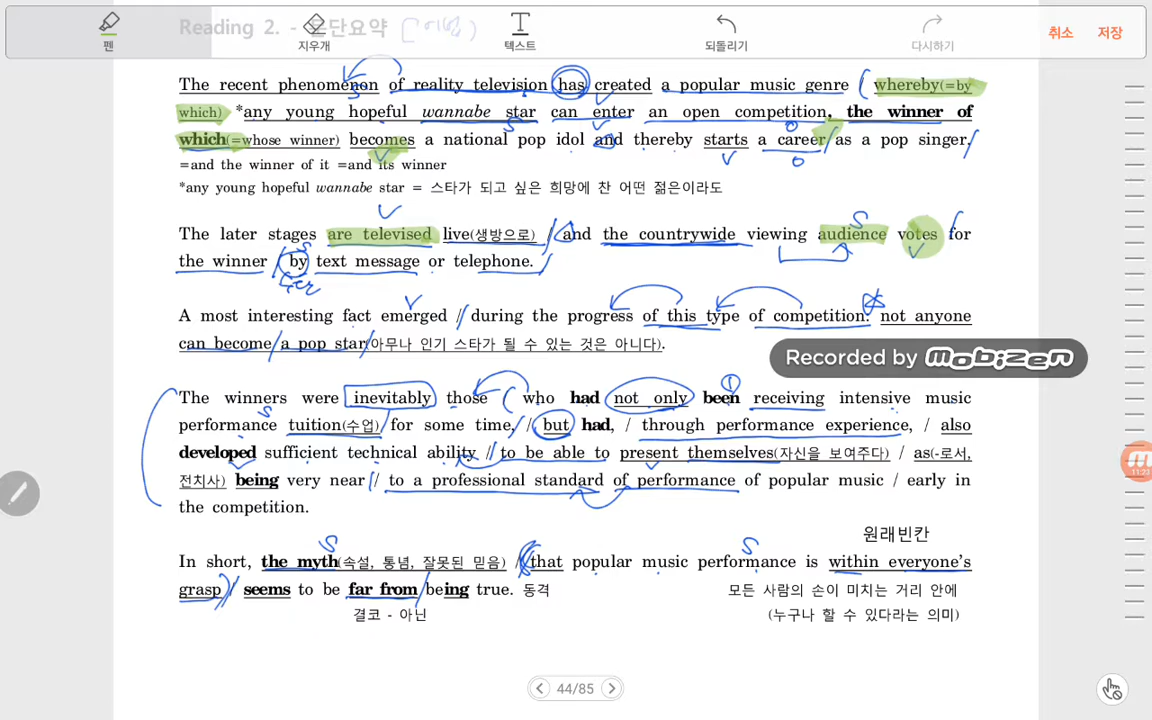 Reading 2. - 문단요약
펜
지우개
텍스트
되돌리기
다시하기
취소
저장
The recent phenomenon of reality television has created a popular music genre (whereby(=by
which) *any young hopeful wannabe star can enter an open competition, the winner of
which(=whose winner) becomes a national pop idol and thereby starts a career / as a pop singer. /
=and the winner of it =and its winner
*any young hopeful wannabe star = 스타가 되고 싶은 희망에 찬 어떤 젊은이라도
The later stages are televised live(생방으로) / and the countrywide viewing audience votes for
the winner / by text message or telephone. /
A most interesting fact emerged // during the progress of this type of competition: not anyone
can become / a pop star/(아무나 인기 스타가 될 수 있는 것은 아니다).
Recorded by mobizen
The winners were inevitably those ( who had not only been ① receiving intensive music
performance tuition(수업) / for some time, / but had, / through performance experience, / also
developed sufficient technical ability // to be able to present themselves(자신을 보여주다) / as(-로서,
전치사) being very near // to a professional standard of performance of popular music / early in
the competition.
원래빈칸
In short, the myth(속설, 통념, 잘못된 믿음) / (that popular music performance is within everyone's
grasp) / seems to be far from / being true. 동격
모든 사람의 손이 미치는 거리 안에
결코 - 아닌
(누구나 할 수 있다라는 의미)
44/85